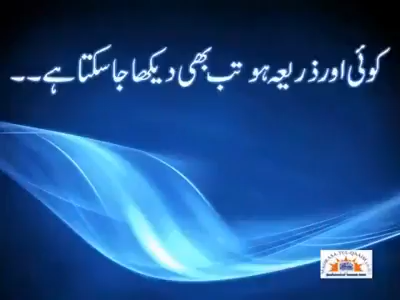 کوئی اور ذریعہ ہو تب بھی دیکھا جا سکتا ہے۔۔